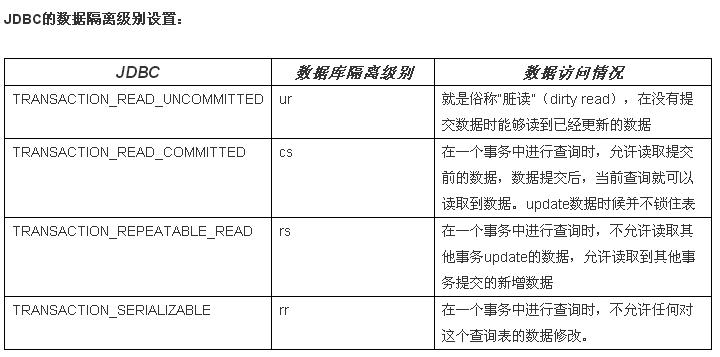 JDBC的数据隔离级别设置：
JDBC 数据库隔离级别 数据访问情况
TRANSACTION_READ_UNCOMMITTED ur 就是俗称"脏读"（dirty read），在没有提
交数据时能够读到已经更新的数据
TRANSACTION_READ_COMMITTED cs 在一个事务中进行查询时，允许读取提交
前的数据，数据提交后，当前查询就可以
读取到数据。update数据时候并不锁住表
TRANSACTION_REPEATABLE_READ rs 在一个事务中进行查询时，不允许读取其
他事务update的数据，允许读取到其他事
务提交的新增数据
TRANSACTION_SERIALIZABLE rr 在一个事务中进行查询时，不允许任何对
这个查询表的数据修改。